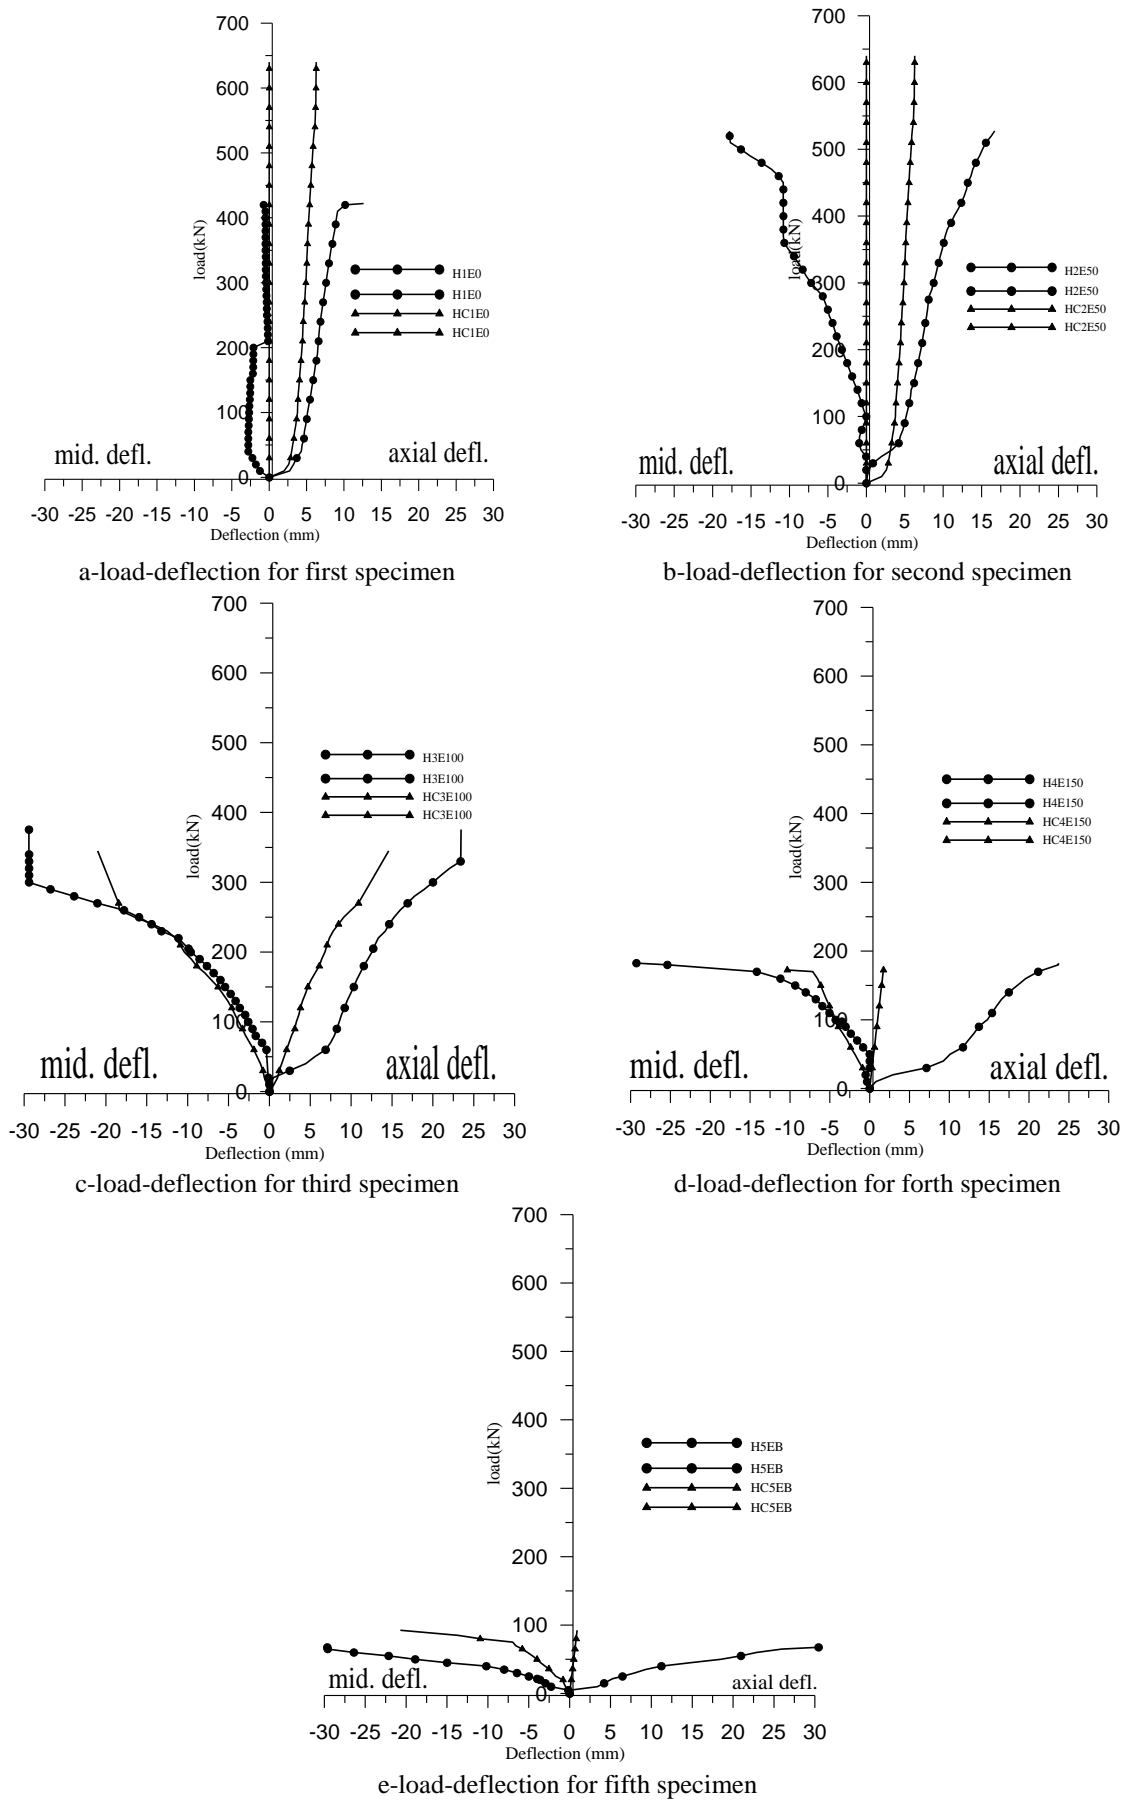 700
600
500
400
300
200
100
0
load(kN)
H1E0
H1E0
HC1E0
HC1E0
mid. defl.
axial defl.
-30 -25 -20 -15 -10 -5 0 5 10 15 20 25 30
Deflection (mm)
a-load-deflection for first specimen
700
600
500
400
300
200
100
0
load(kN)
H2E50
H2E50
HC2E50
HC2E50
mid. defl.
axial defl.
-30 -25 -20 -15 -10 -5 0 5 10 15 20 25 30
Deflection (mm)
b-load-deflection for second specimen
700
600
500
400
300
200
100
0
load(kN)
H3E100
H3E100
HC3E100
HC3E100
mid. defl.
axial defl.
-30 -25 -20 -15 -10 -5 0 5 10 15 20 25 30
Deflection (mm)
c-load-deflection for third specimen
700
600
500
400
300
200
100
0
load(kN)
H4E150
H4E150
HC4E150
HC4E150
mid. defl.
axial defl.
-30 -25 -20 -15 -10 -5 0 5 10 15 20 25 30
Deflection (mm)
d-load-deflection for forth specimen
700
600
500
400
300
200
100
0
load(kN)
H5EB
H5EB
HC5EB
HC5EB
mid. defl.
axial defl.
-30 -25 -20 -15 -10 -5 0 5 10 15 20 25 30
Deflection (mm)
e-load-deflection for fifth specimen